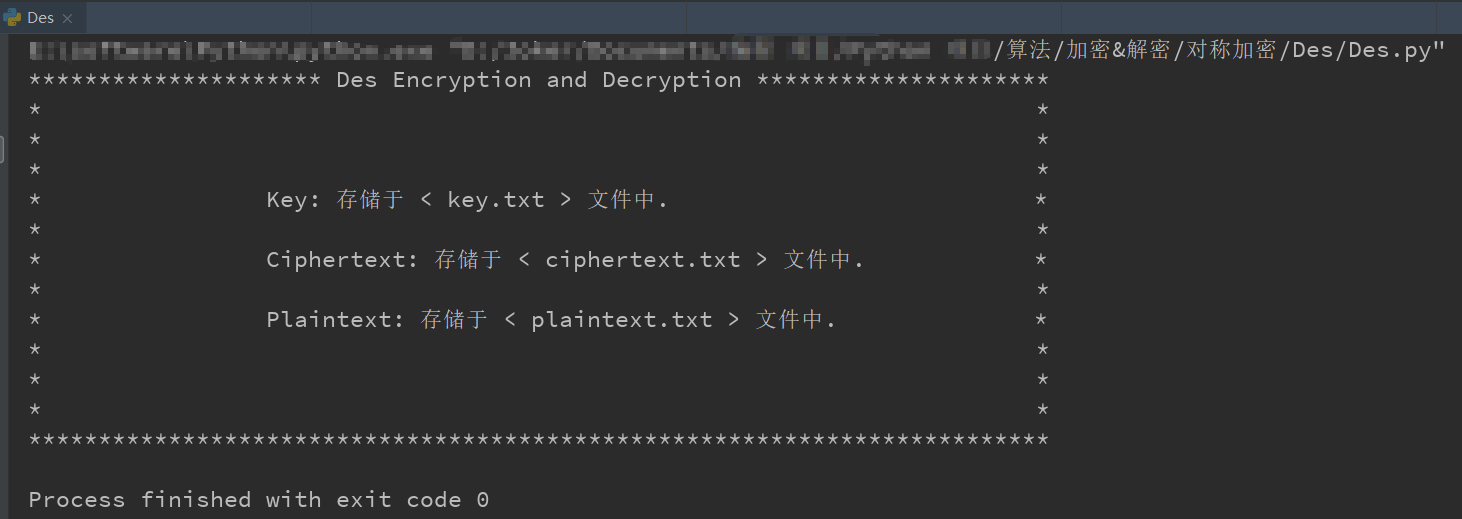 Des
/算法/加密&解密/对称加密/Des/Des.py"
********************* Des Encryption and Decryption *********************
* *
* *
* *
* Key: 存储于 < key.txt > 文件中. *
* *
* Ciphertext: 存储于 < ciphertext.txt > 文件中. *
* *
* Plaintext: 存储于 < plaintext.txt > 文件中. *
* *
* *
* *
*************************************************************************
Process finished with exit code 0